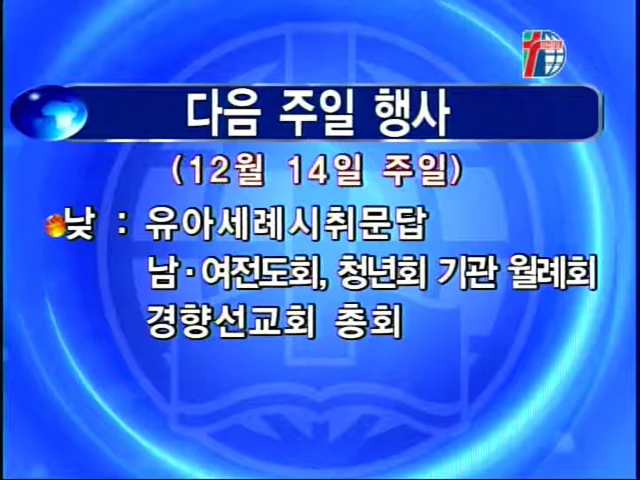 다음 주일 행사
(12월 14일 주일)
낮 : 유아세례시취문답
남·여전도회, 청년회 기관 월례회
경향선교회 총회